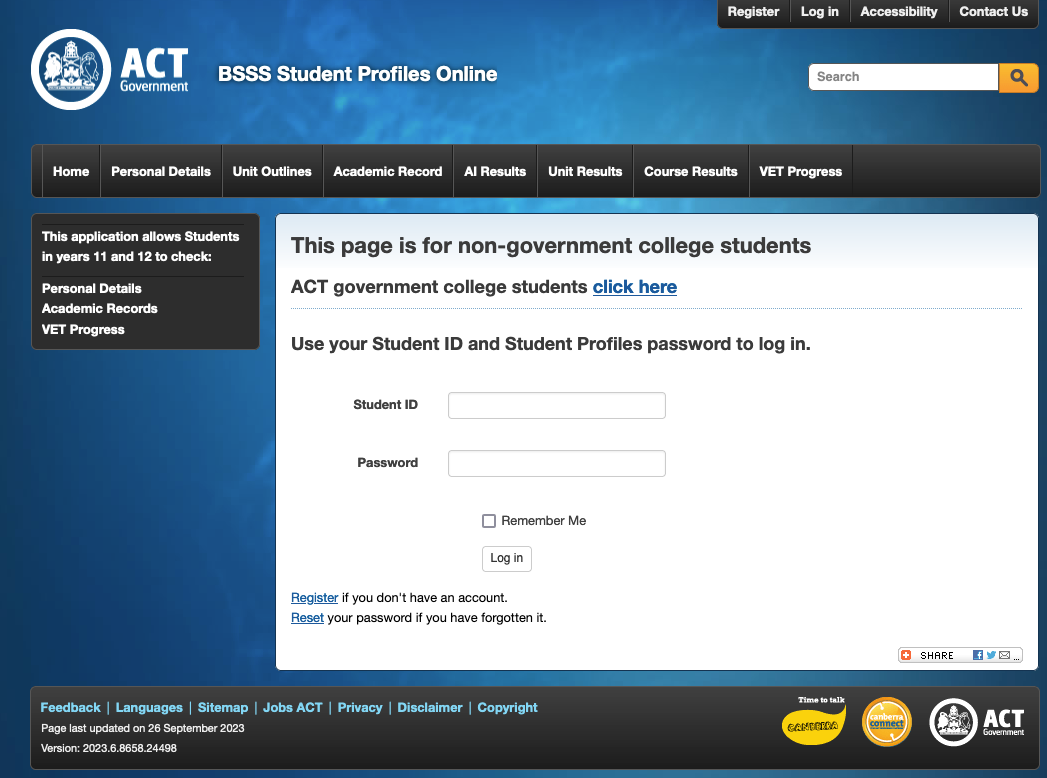 Register Log in Accessibility Contact Us
ACT
Government
BSSS Student Profiles Online
Search
Home Personal Details Unit Outlines Academic Record AI Results Unit Results Course Results VET Progress
This application allows Students
in years 11 and 12 to check:
Personal Details
Academic Records
VET Progress
This page is for non-government college students
ACT government college students click here
Use your Student ID and Student Profiles password to log in.
Student ID
Password
Remember Me
Log in
Register if you don't have an account.
Reset your password if you have forgotten it.
SHARE ...
Feedback | Languages | Sitemap | Jobs ACT | Privacy | Disclaimer | Copyright
Page last updated on 26 September 2023
Version: 2023.6.8658.24498
Time to talk
CANBERRA
canberra
connect
ACT
Government